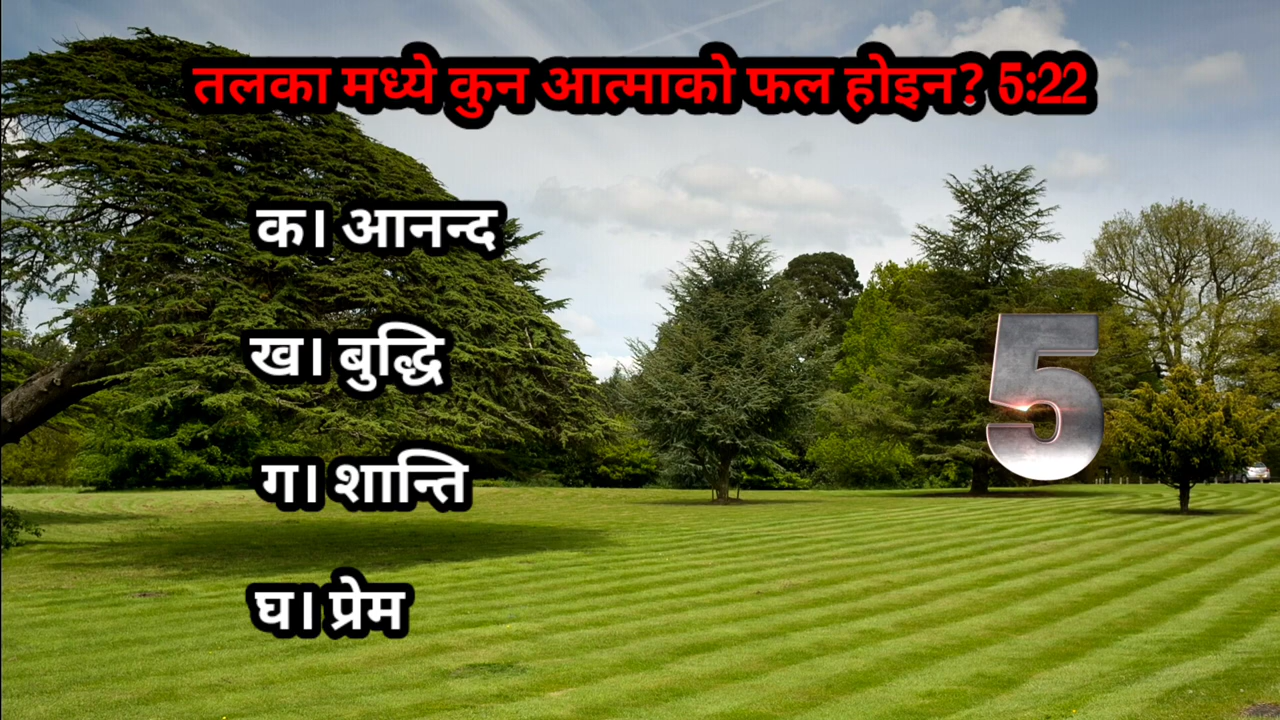 तलका मध्ये कुन आत्माको फल होइन? 5:22
क। आनन्द
ख। बुद्धि
5
ग। शान्ति
घ। प्रेम